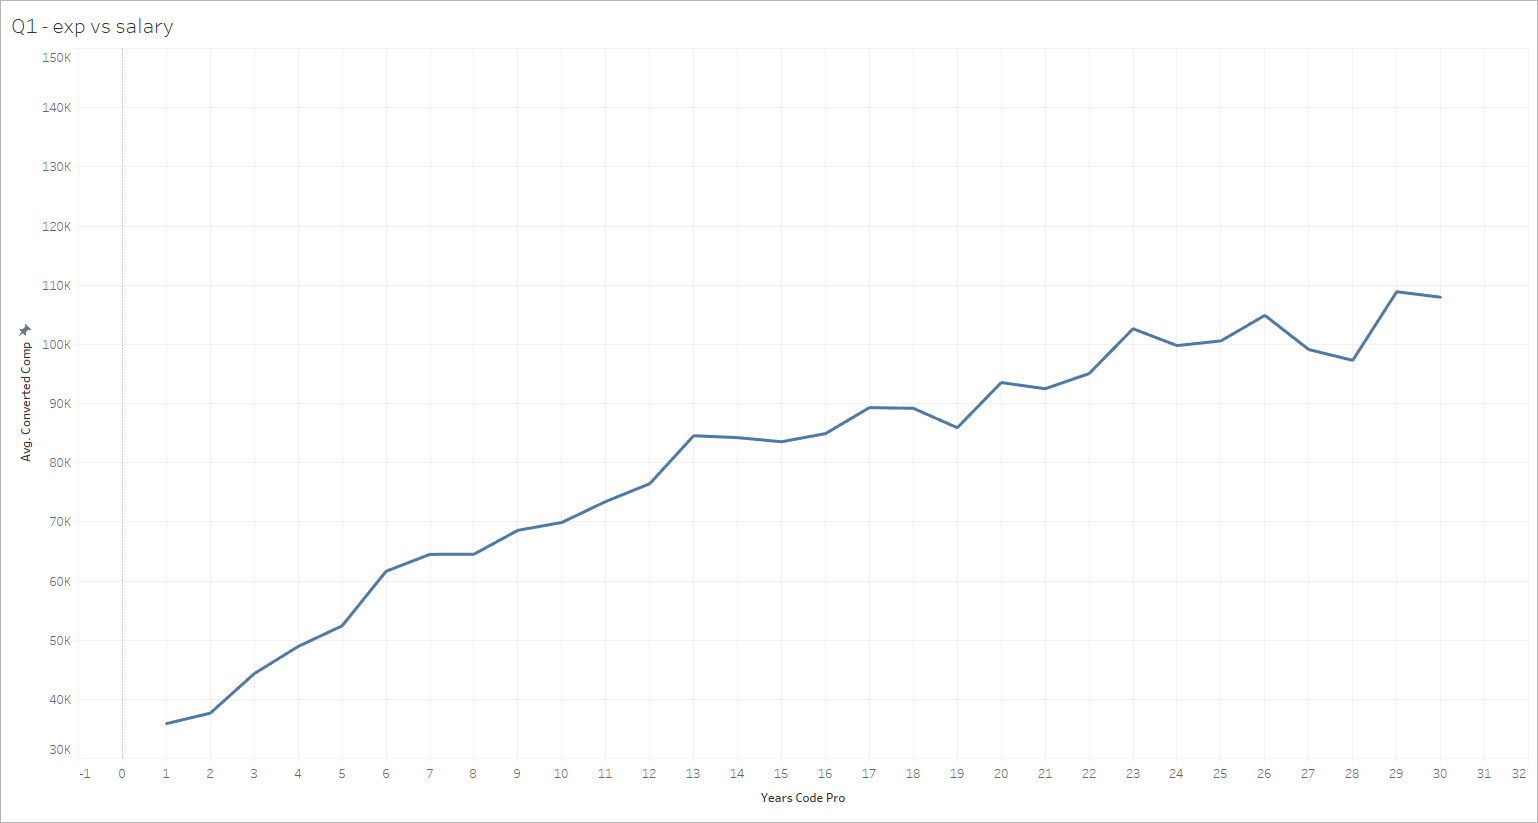 Q1 - exp vs salary
150K
140K
130K
120K
110K
100K
90K
80K
70K
60K
50K
40K
30K
Avg. Converted Comp
-1 0 1 2 3 4 5 6 7 8 9 10 11 12 13 14 15 16 17 18 19 20 21 22 23 24 25 26 27 28 29 30 31 32
Years Code Pro